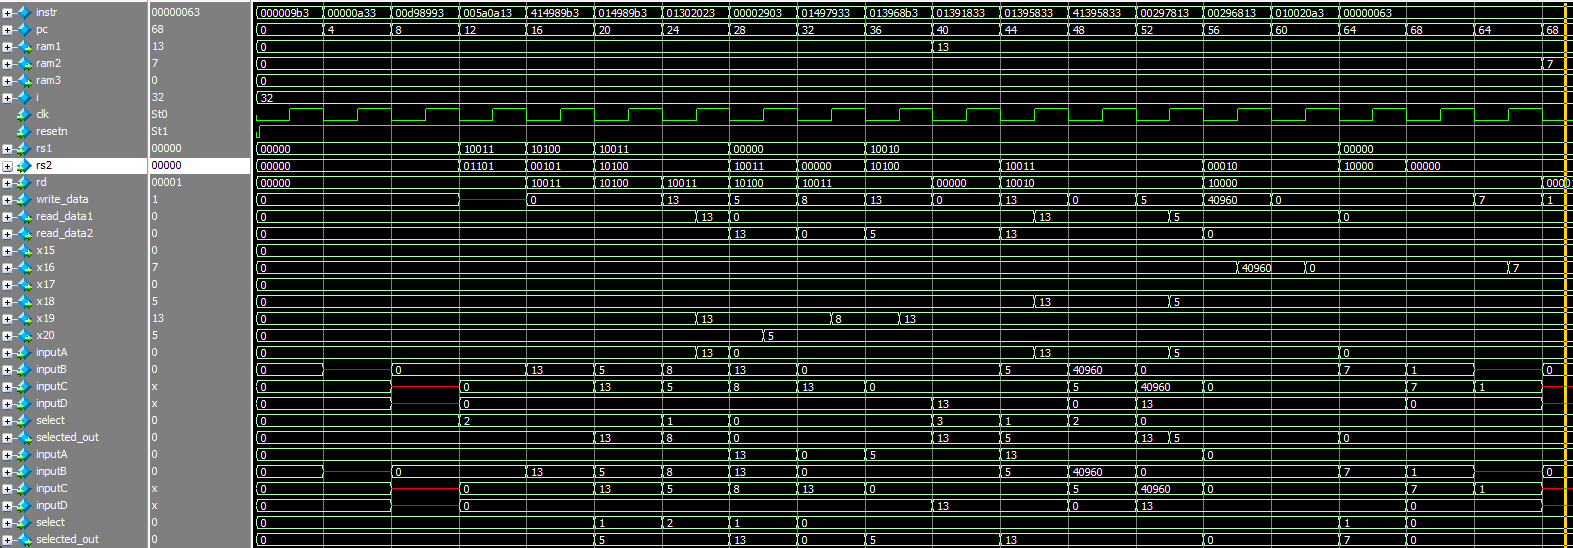 instr 00000063 000009b3 00000a33 00d98993 005a0a13 414989b3 014989b3 01302023 00002903 01497933 013968b3 01391833 01395833 41395833 00297813 00296813 010020a3 00000063
pc 68 0 4 8 12 16 20 24 28 32 36 40 44 48 52 56 60 64 68 64 68
ram1 13 0 13
ram2 7 0 7
ram3 0 0
i 32 32
clk St0
resetn St1
rs1 00000 00000 10011 10100 10011 00000 10010 00000
rs2 00000 00000 01101 00101 10100 10011 00000 10100 10011 00010 10000 00000
rd 00001 00000 10011 10100 10011 10100 10011 00000 10010 10000 00001
write_data 1 0 0 13 5 8 13 0 13 0 5 40960 0 7 1
read_data1 0 0 13 0 13 5 0
read_data2 0 0 13 0 5 13 0
x15 0 0
x16 7 0 40960 0 7
x17 0 0
x18 5 0 13 5
x19 13 0 13 8 13
x20 5 0 5
inputA 0 0 13 0 13 5 0
inputB 0 0 0 13 5 8 13 0 5 40960 0 7 1 0
inputC x 0 0 13 5 8 13 0 5 40960 0 7 1
inputD x 0 0 13 0 13 0
select 0 0 2 1 0 3 1 2 0
selected_out 0 0 13 8 0 13 5 13 5 0
inputA 0 0 13 0 5 13 0
inputB 0 0 0 13 5 8 13 0 5 40960 0 7 1 0
inputC x 0 0 13 5 8 13 0 5 40960 0 7 1
inputD x 0 0 13 0 13 0
select 0 0 1 2 1 0 1 0
selected_out 0 0 5 13 0 5 13 0 7 0